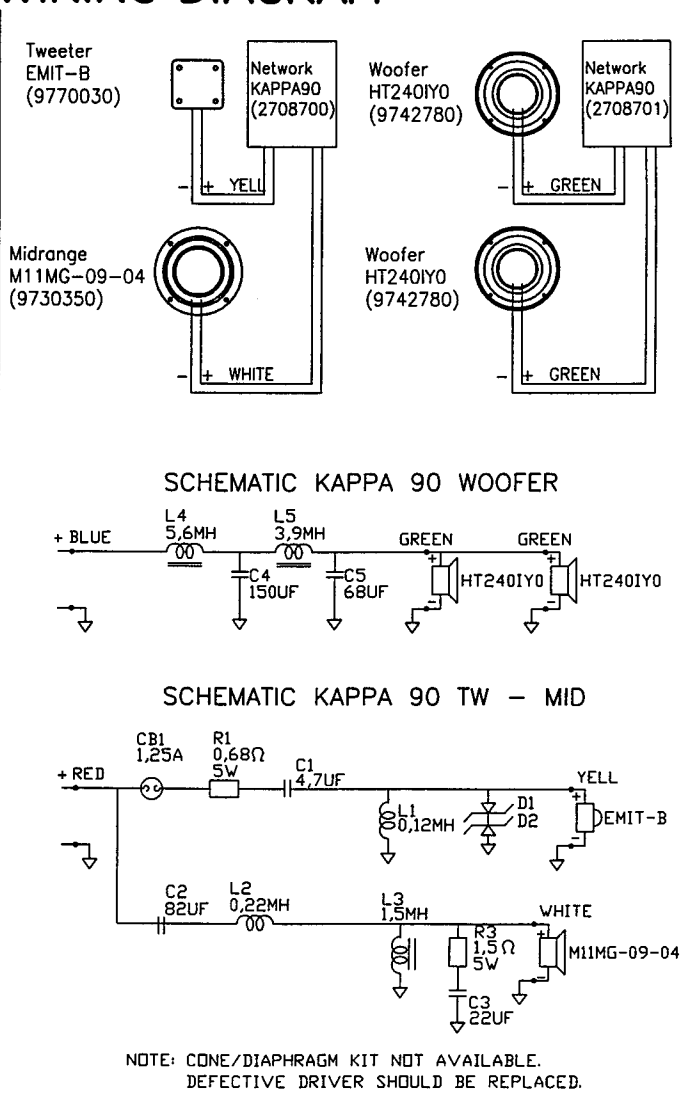 WIRING DIAGRAM
Tweeter
EMIT-B
(9770030)
Network
KAPPA90
(2708700)
- + YELL
Midrange
M11MG-09-04
(9730350)
- + WHITE
Woofer
HT240IY0
(9742780)
Network
KAPPA90
(2708701)
- + GREEN
Woofer
HT240IY0
(9742780)
- + GREEN
SCHEMATIC KAPPA 90 WOOFER
+ BLUE
L4
5,6MH
L5
3,9MH
C4
150UF
C5
68UF
GREEN
+
-
HT240IY0
GREEN
+
-
HT240IY0
-
SCHEMATIC KAPPA 90 TW - MID
+ RED
CB1
1,25A
R1
0,68Ω
5W
C1
4,7UF
L1
0,12MH
D1
D2
YELL
+
-
EMIT-B
-
C2
82UF
L2
0,22MH
L3
1,5MH
R3
1,5Ω
5W
C3
22UF
WHITE
+
-
M11MG-09-04
NOTE: CONE/DIAPHRAGM KIT NOT AVAILABLE.
DEFECTIVE DRIVER SHOULD BE REPLACED.